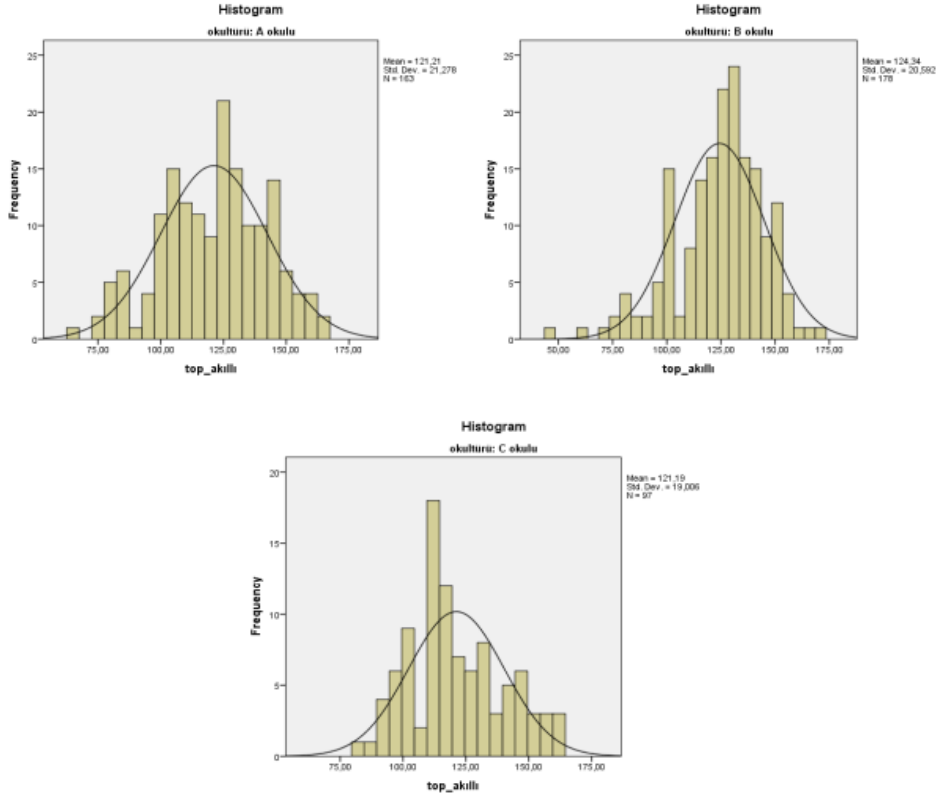 Histogram
okulturu: A okulu
Mean = 121,21
Std. Dev. = 21,278
N = 163
25
20
15
10
5
0
Frequency
75,00 100,00 125,00 150,00 175,00
top_akıllı
Histogram
okulturu: B okulu
Mean = 124,34
Std. Dev. = 20,592
N = 178
25
20
15
10
5
0
Frequency
50,00 75,00 100,00 125,00 150,00 175,00
top_akıllı
Histogram
okulturu: C okulu
Mean = 121,19
Std. Dev. = 19,006
N = 97
20
15
10
5
0
Frequency
75,00 100,00 125,00 150,00 175,00
top_akıllı